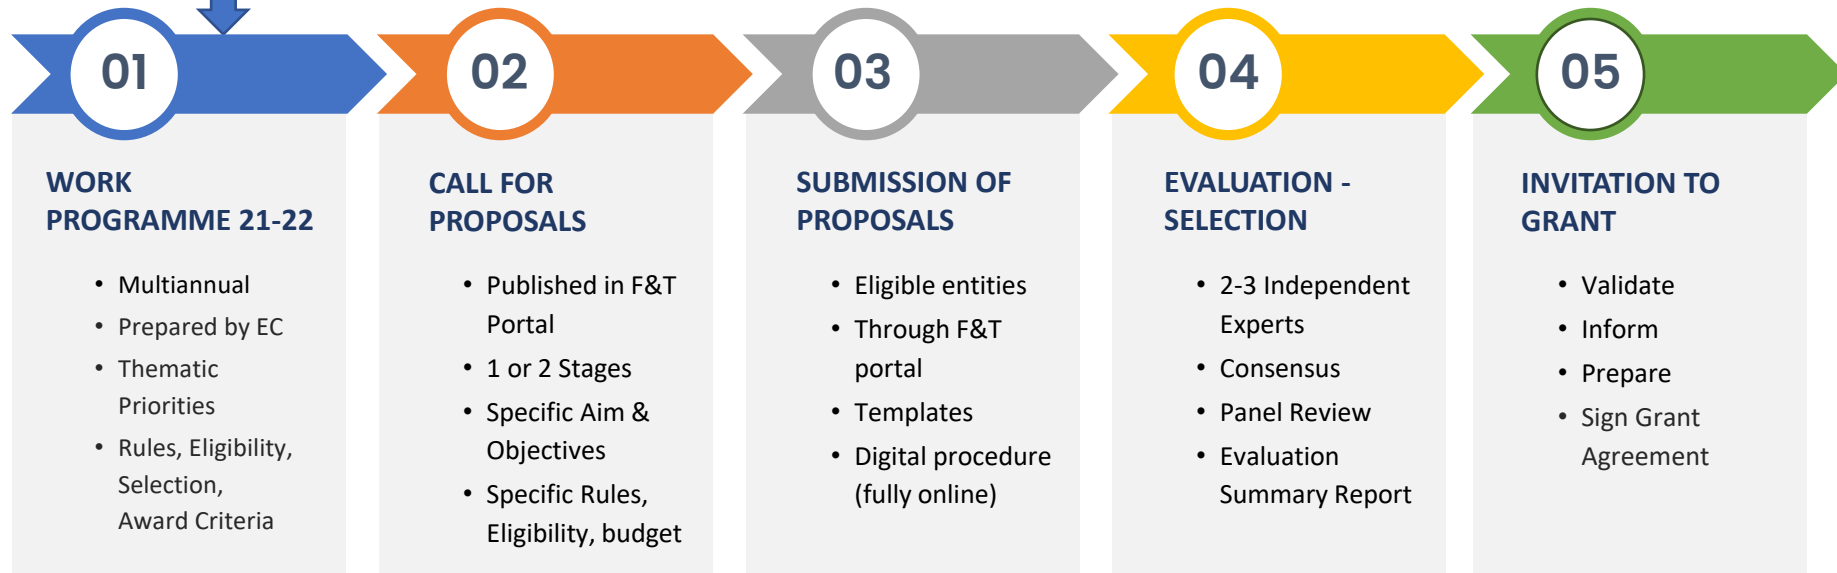 01
WORK
PROGRAMME 21-22
• Multiannual
• Prepared by EC
• Thematic
Priorities
• Rules, Eligibility,
Selection,
Award Criteria
02
CALL FOR
PROPOSALS
• Published in F&T
Portal
• 1 or 2 Stages
• Specific Aim &
Objectives
• Specific Rules,
Eligibility, budget
03
SUBMISSION OF
PROPOSALS
• Eligible entities
• Through F&T
portal
• Templates
• Digital procedure
(fully online)
04
EVALUATION -
SELECTION
• 2-3 Independent
Experts
• Consensus
• Panel Review
• Evaluation
Summary Report
05
INVITATION TO
GRANT
• Validate
• Inform
• Prepare
• Sign Grant
Agreement